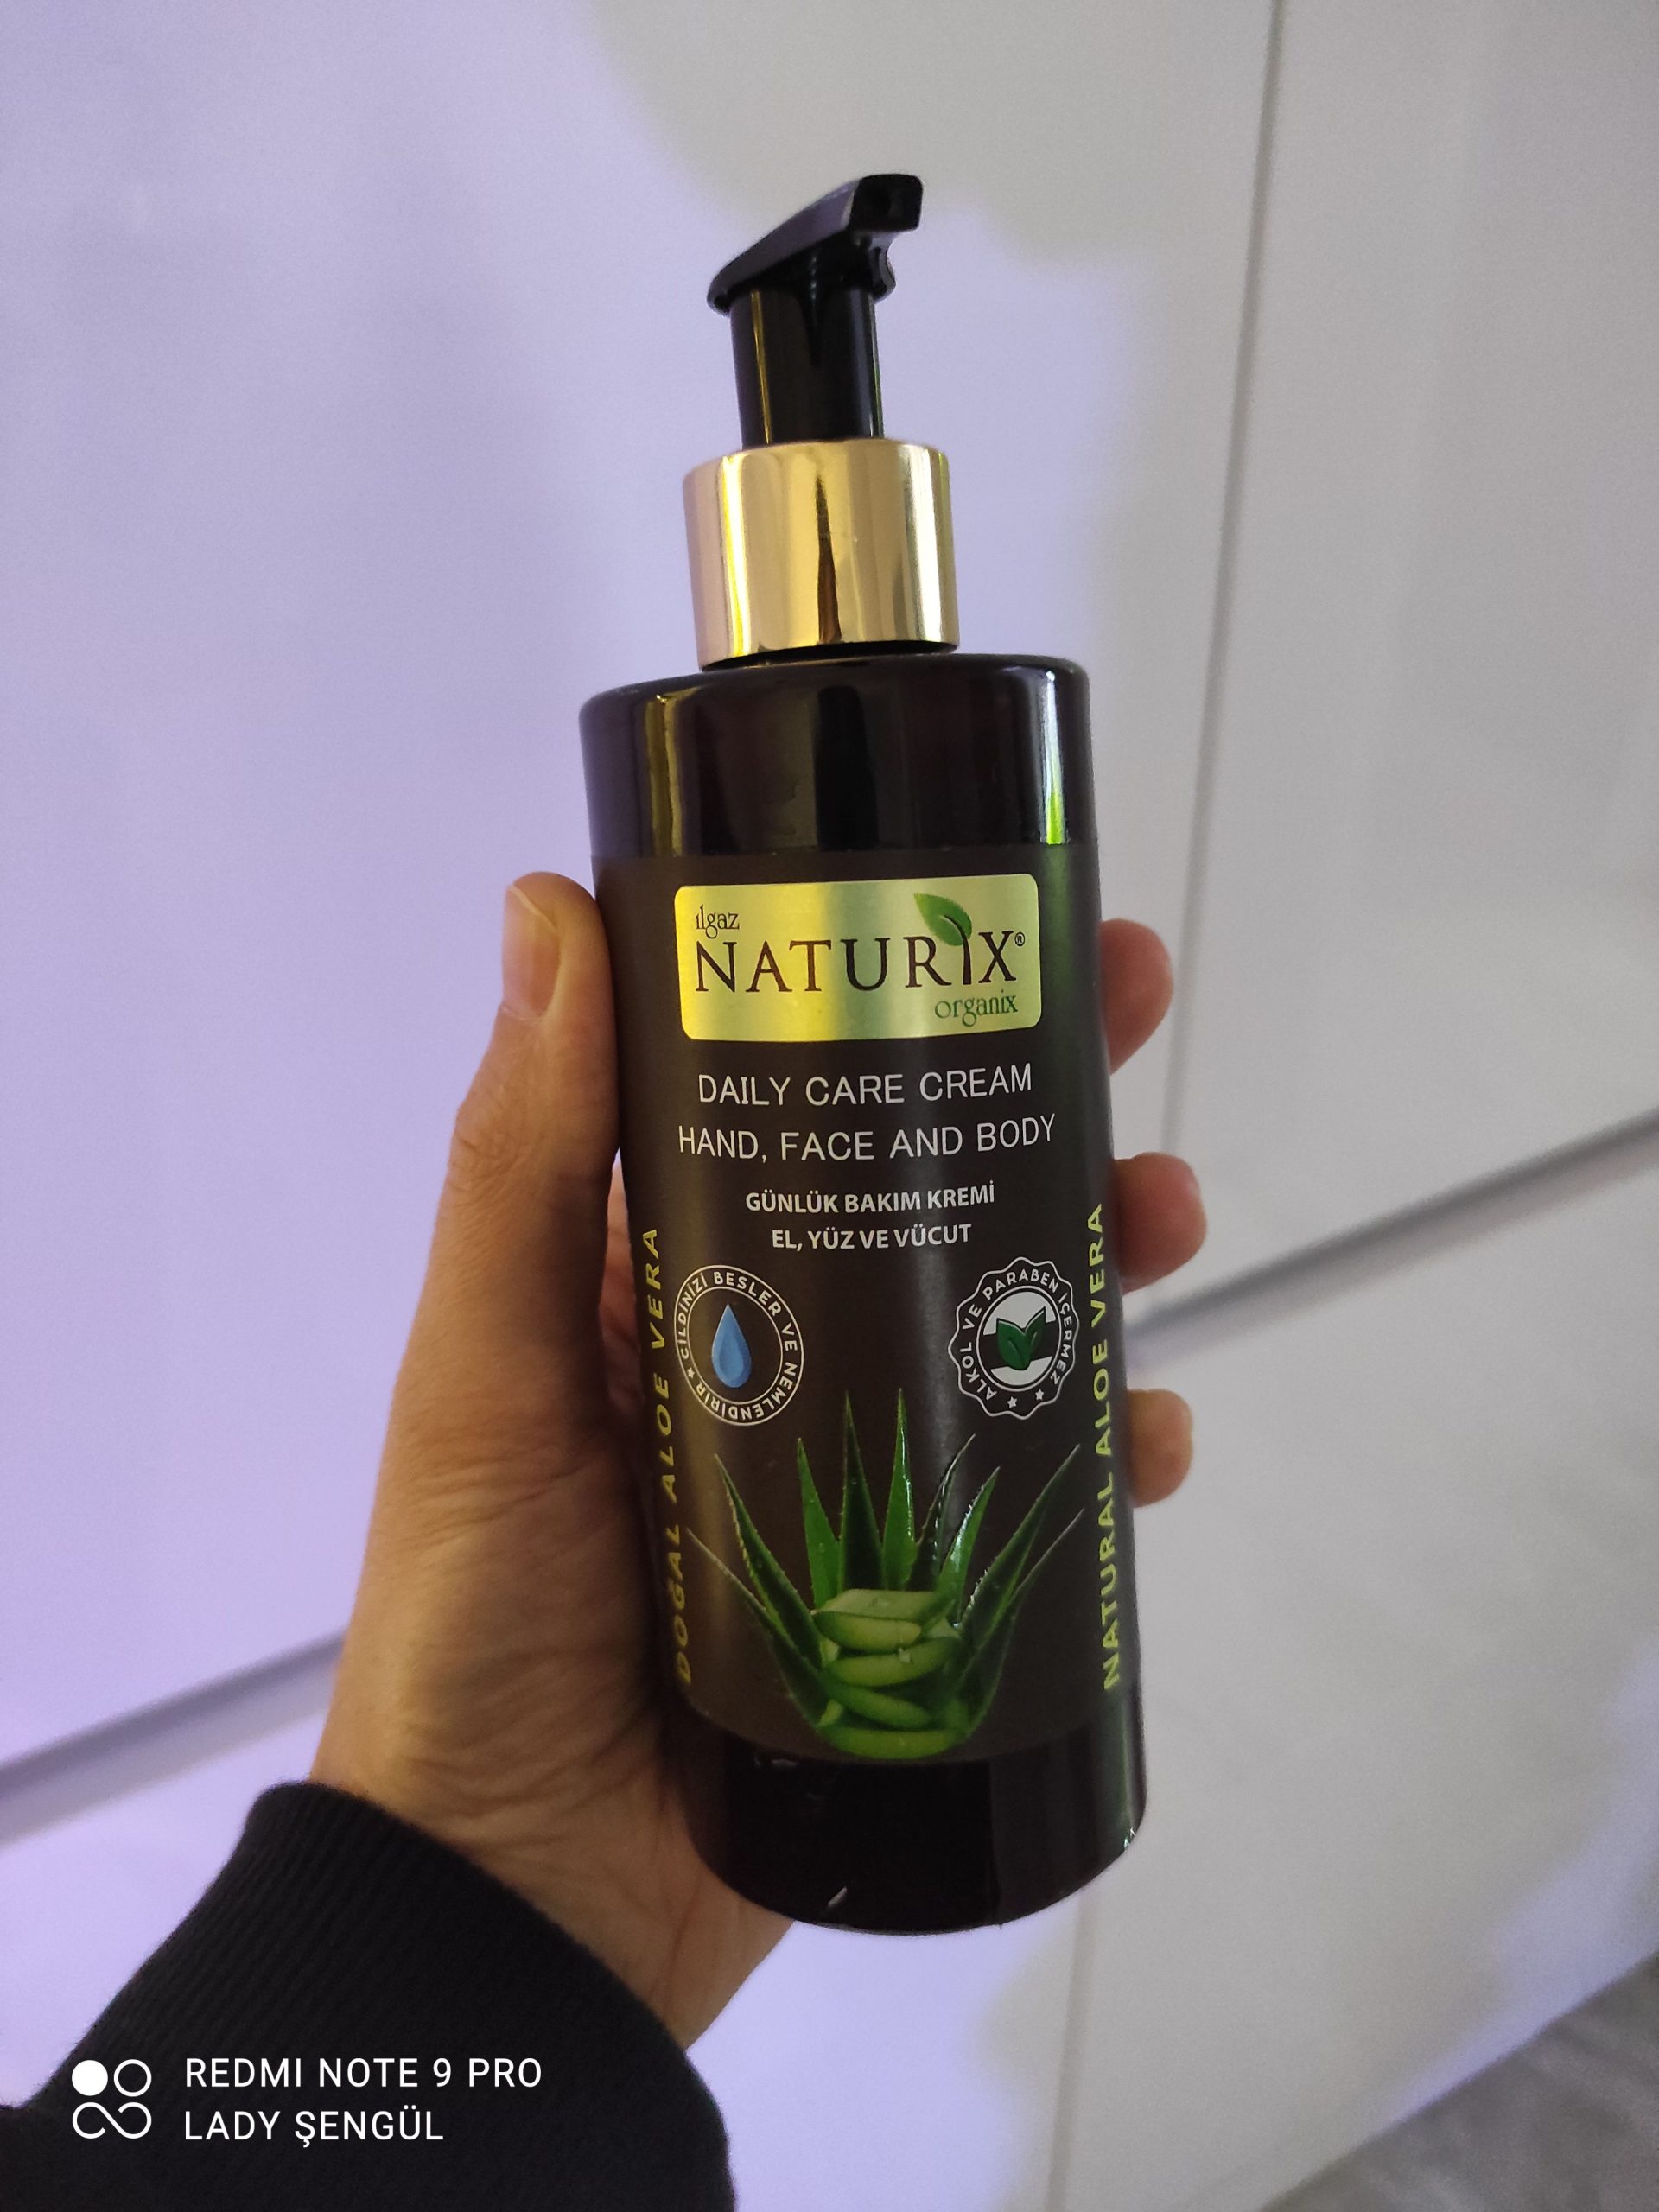 ilgaz
NATURIX®
organix
DAILY CARE CREAM
HAND, FACE AND BODY
GÜNLÜK BAKIM KREMİ
EL, YÜZ VE VÜCUT
CİLDİNİZİ BESLER VE NEMLENDİRİR
ALKOL VE PARABEN İÇERMEZ
DOĞAL ALOE VERA
NATURAL ALOE VERA
REDMI NOTE 9 PRO
LADY ŞENGÜL